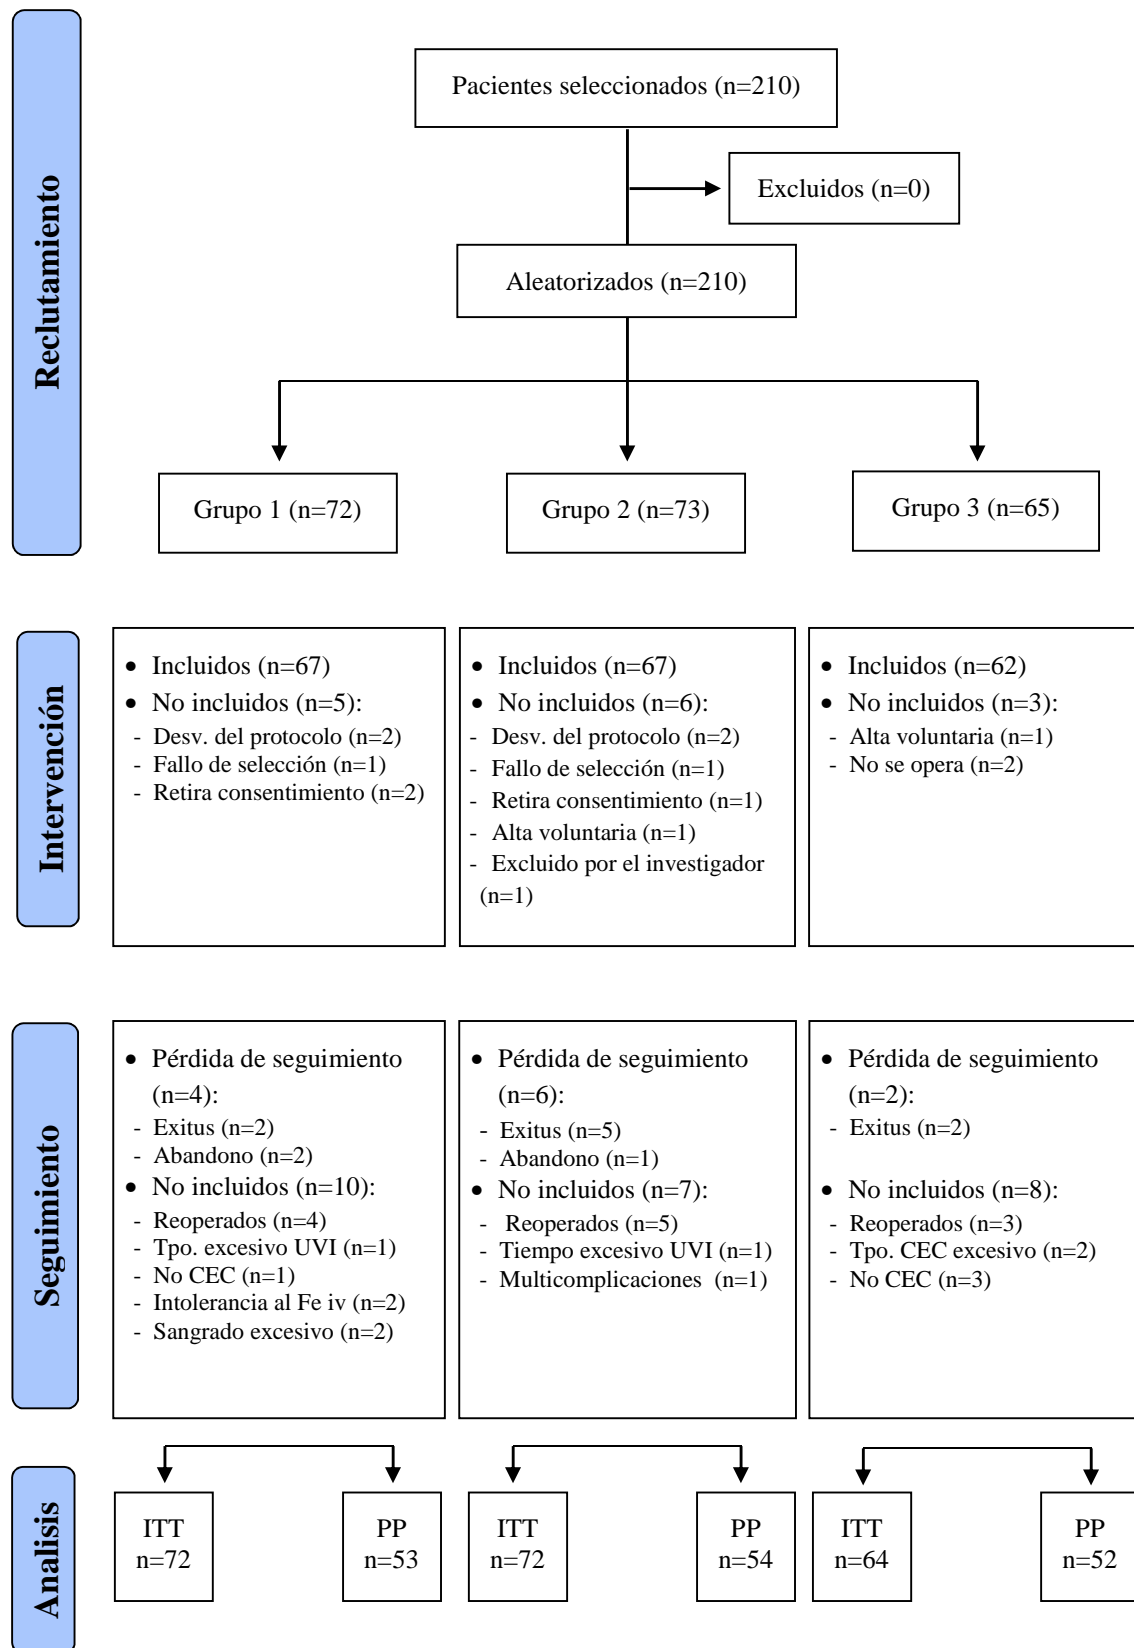 Reclutamiento
Pacientes seleccionados (n=210)
Excluidos (n=0)
Aleatorizados (n=210)
Grupo 1 (n=72)
Grupo 2 (n=73)
Grupo 3 (n=65)
Intervención
• Incluidos (n=67)
• No incluidos (n=5):
- Desv. del protocolo (n=2)
- Fallo de selección (n=1)
- Retira consentimiento (n=2)
• Incluidos (n=67)
• No incluidos (n=6):
- Desv. del protocolo (n=2)
- Fallo de selección (n=1)
- Retira consentimiento (n=1)
- Alta voluntaria (n=1)
- Excluido por el investigador
(n=1)
• Incluidos (n=62)
• No incluidos (n=3):
- Alta voluntaria (n=1)
- No se opera (n=2)
Seguimiento
• Pérdida de seguimiento
(n=4):
- Exitus (n=2)
- Abandono (n=2)
• No incluidos (n=10):
- Reoperados (n=4)
- Tpo. excesivo UVI (n=1)
- No CEC (n=1)
- Intolerancia al Fe iv (n=2)
- Sangrado excesivo (n=2)
• Pérdida de seguimiento
(n=6):
- Exitus (n=5)
- Abandono (n=1)
• No incluidos (n=7):
- Reoperados (n=5)
- Tiempo excesivo UVI (n=1)
- Multicomplicaciones (n=1)
• Pérdida de seguimiento
(n=2):
- Exitus (n=2)
• No incluidos (n=8):
- Reoperados (n=3)
- Tpo. CEC excesivo (n=2)
- No CEC (n=3)
Analisis
ITT
n=72
PP
n=53
ITT
n=72
PP
n=54
ITT
n=64
PP
n=52